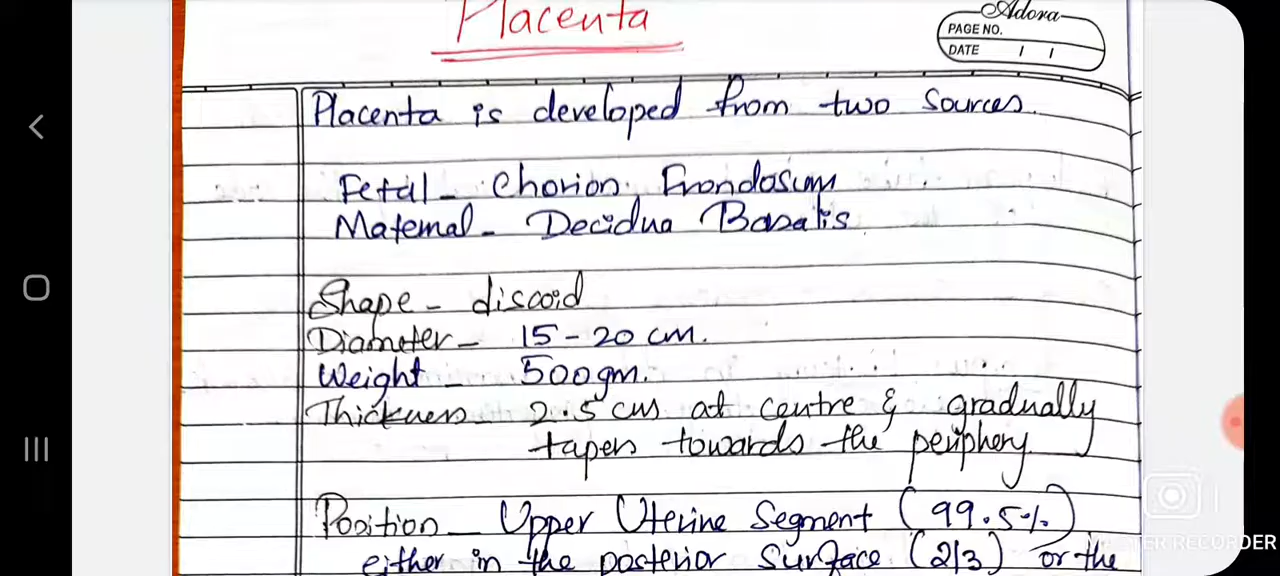 Placenta
Adora
PAGE NO.
DATE / /
Placenta is developed from two sources.
Fetal - Chorion Frondosum
Maternal - Decidua Basalis
Shape - discoid
Diameter - 15-20 cm.
Weight - 500gm.
Thickness - 2.5 cms at centre & gradually
tapers towards the periphery
Position - Upper Uterine Segment (99.5%)
either in the posterior surface (2/3) or the
RECORDER